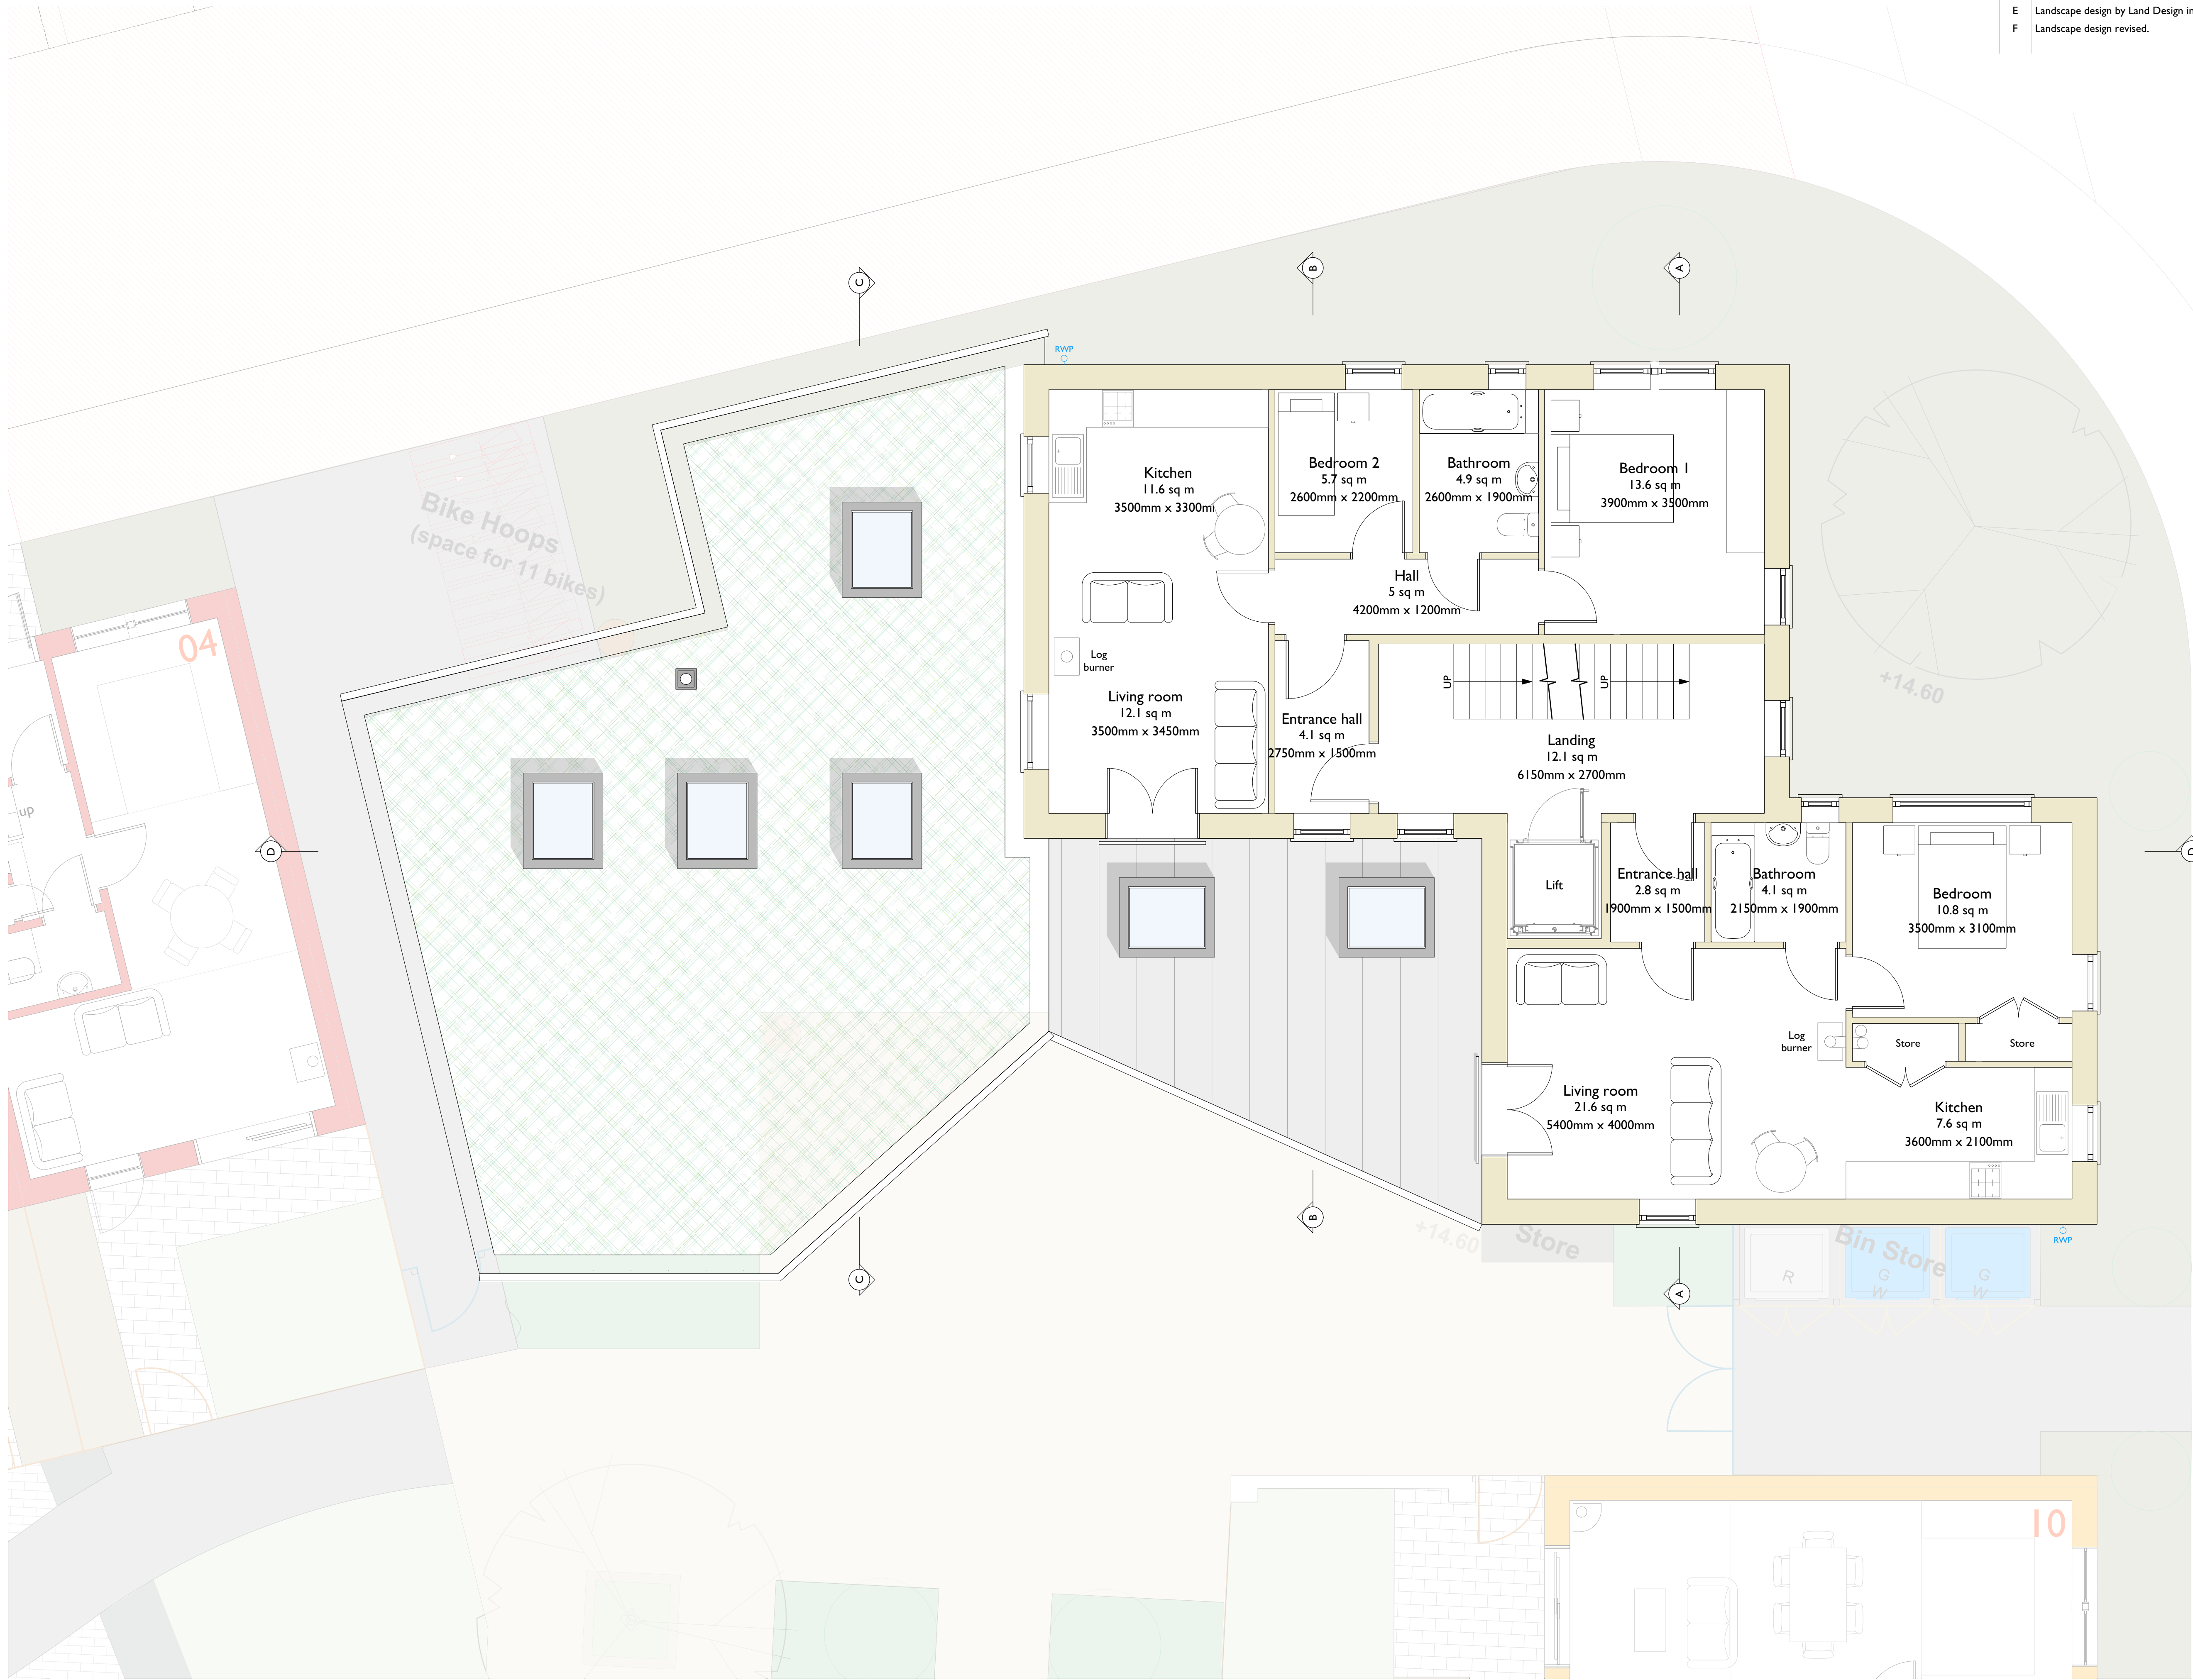 E Landscape design by Land Design in
F Landscape design revised.
C
B
A
RWP
Kitchen
11.6 sq m
3500mm x 3300m
Bedroom 2
5.7 sq m
2600mm x 2200mm
Bathroom
4.9 sq m
2600mm x 1900mm
Bedroom 1
13.6 sq m
3900mm x 3500mm
Bike Hoops
(space for 11 bikes)
Hall
5 sq m
4200mm x 1200mm
04
Log
burner
UP
UP
+14.60
Living room
12.1 sq m
3500mm x 3450mm
Entrance hall
4.1 sq m
2750mm x 1500mm
Landing
12.1 sq m
6150mm x 2700mm
up
D
D
Lift
Entrance hall
2.8 sq m
1900mm x 1500mm
Bathroom
4.1 sq m
2150mm x 1900mm
Bedroom
10.8 sq m
3500mm x 3100mm
Log
burner
Store
Store
Living room
21.6 sq m
5400mm x 4000mm
Kitchen
7.6 sq m
3600mm x 2100mm
B
+14.60
Store
Bin Store
RWP
C
A
R
G
W
G
W
10